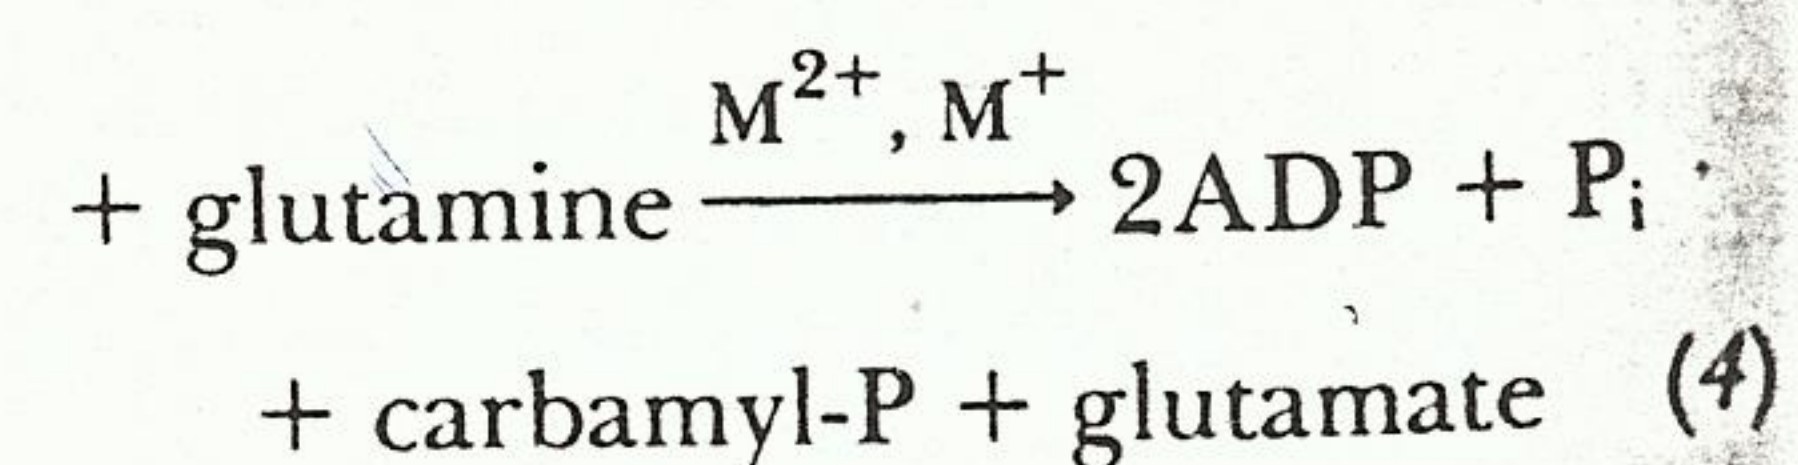 M²⁺, M⁺
+ glutamine ⟶ 2ADP + Pᵢ
+ carbamyl-P + glutamate (4)